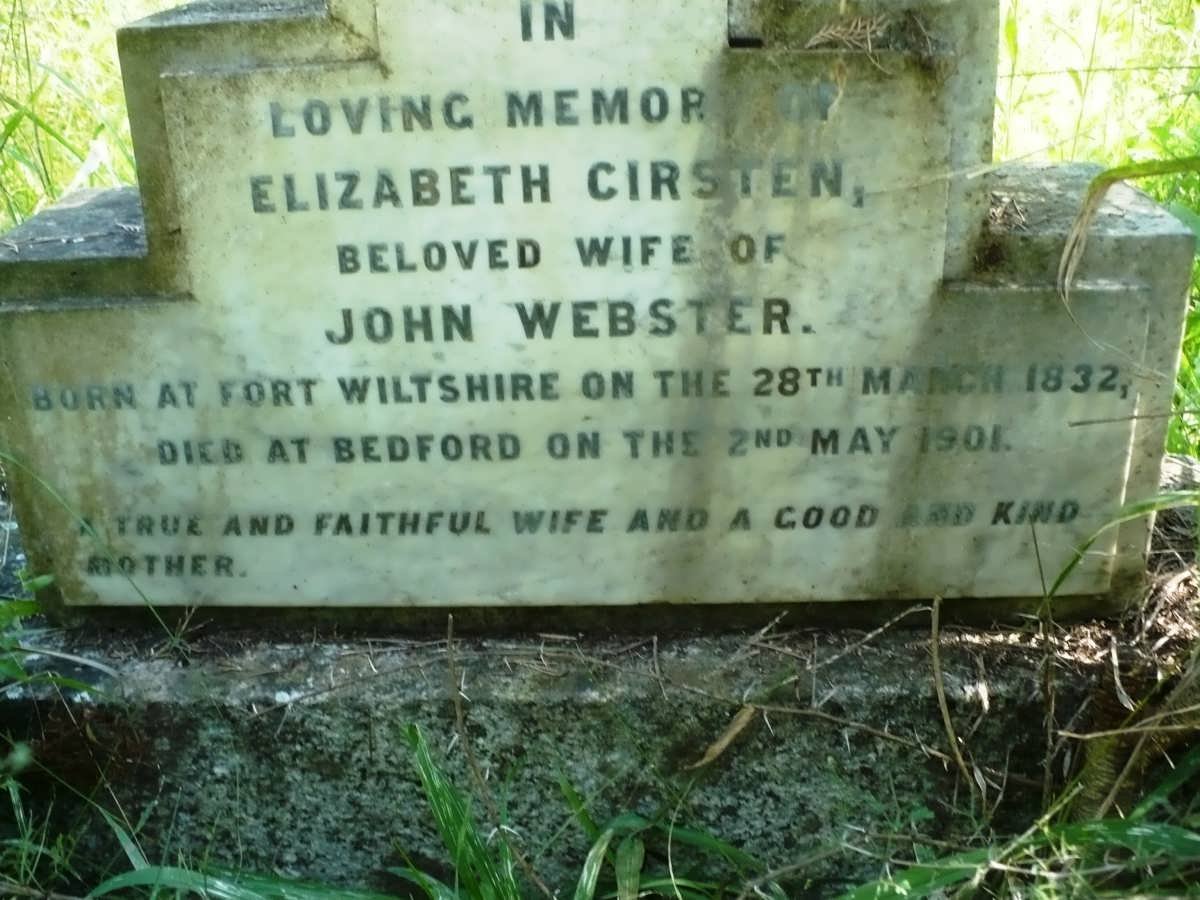 IN
LOVING MEMORY OF
ELIZABETH CIRSTEN,
BELOVED WIFE OF
JOHN WEBSTER.
BORN AT FORT WILTSHIRE ON THE 28TH MARCH 1832,
DIED AT BEDFORD ON THE 2ND MAY 1901.
A TRUE AND FAITHFUL WIFE AND A GOOD AND KIND
MOTHER.